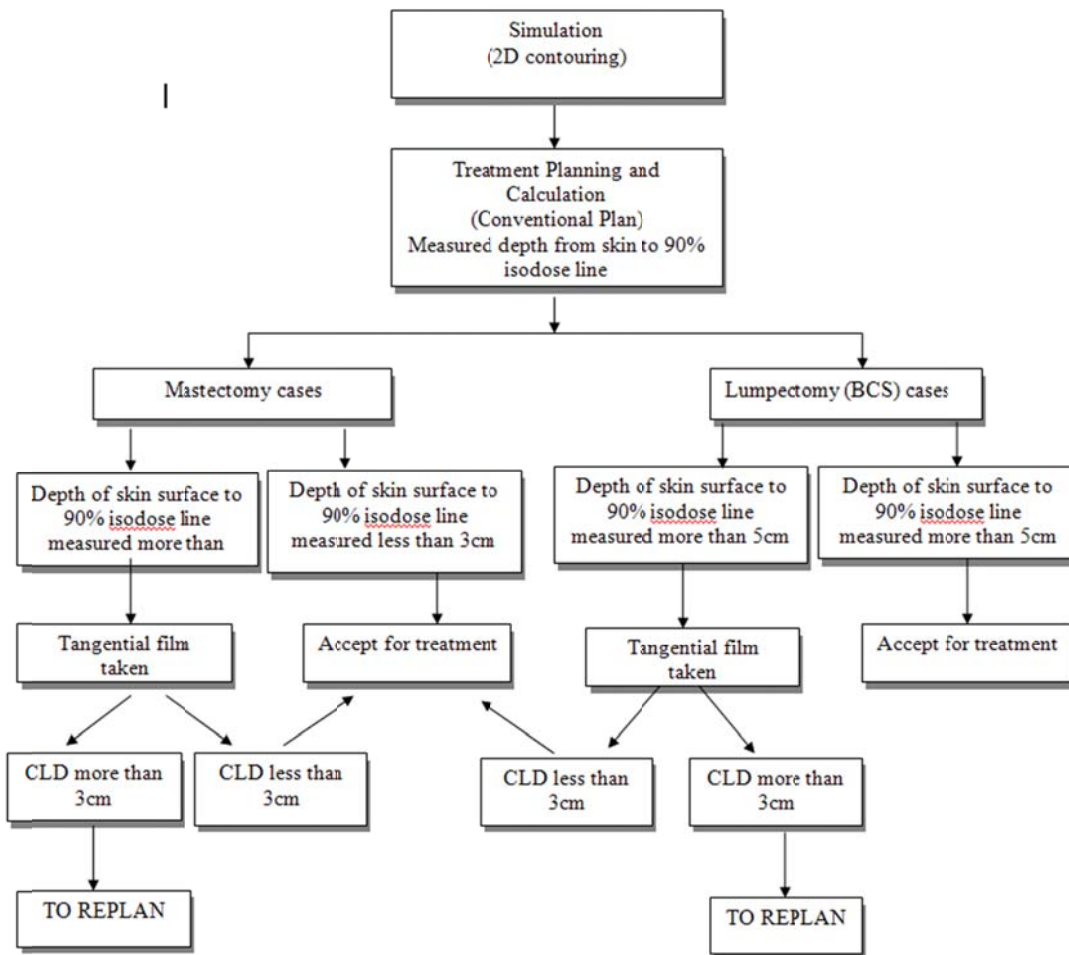 Simulation
(2D contouring)
Treatment Planning and
Calculation
(Conventional Plan)
Measured depth from skin to 90%
isodose line
Mastectomy cases
Lumpectomy (BCS) cases
Depth of skin surface to
90% isodose line
measured more than
Depth of skin surface to
90% isodose line
measured less than 3cm
Depth of skin surface to
90% isodose line
measured more than 5cm
Depth of skin surface to
90% isodose line
measured more than 5cm
Tangential film
taken
Accept for treatment
Tangential film
taken
Accept for treatment
CLD more than
3cm
CLD less than
3cm
CLD less than
3cm
CLD more than
3cm
TO REPLAN
TO REPLAN